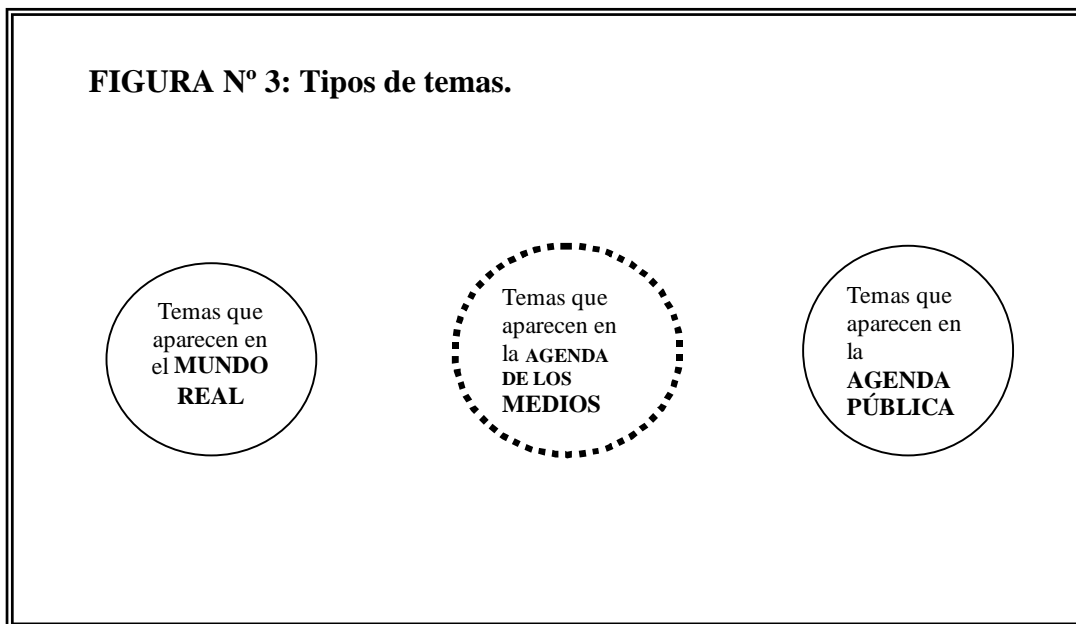 FIGURA Nº 3: Tipos de temas.
Temas que
aparecen en
el MUNDO
REAL
Temas que
aparecen en
la AGENDA
DE LOS
MEDIOS
Temas que
aparecen en
la
AGENDA
PÚBLICA